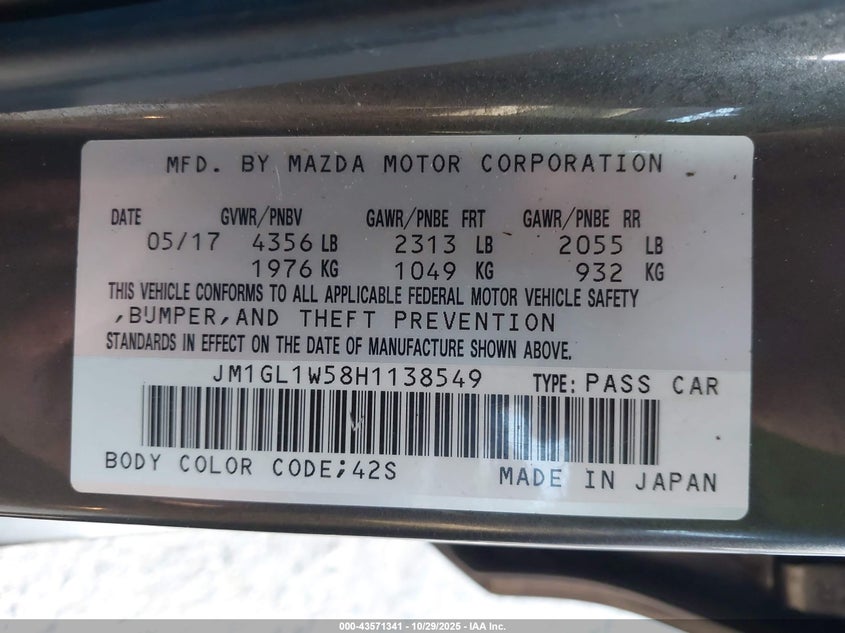 MFD. BY MAZDA MOTOR CORPORATION
DATE GVWR/PNBV GAWR/PNBE FRT GAWR/PNBE RR
05/17 4356 LB 2313 LB 2055 LB
1976 KG 1049 KG 932 KG
THIS VEHICLE CONFORMS TO ALL APPLICABLE FEDERAL MOTOR VEHICLE SAFETY
,BUMPER,AND THEFT PREVENTION
STANDARDS IN EFFECT ON THE DATE OF MANUFACTURE SHOWN ABOVE.
JM1GL1W58H1138549 TYPE: PASS CAR
BODY COLOR CODE;42S MADE IN JAPAN
000-43571341 | 10/29/2025 - IAA Inc.